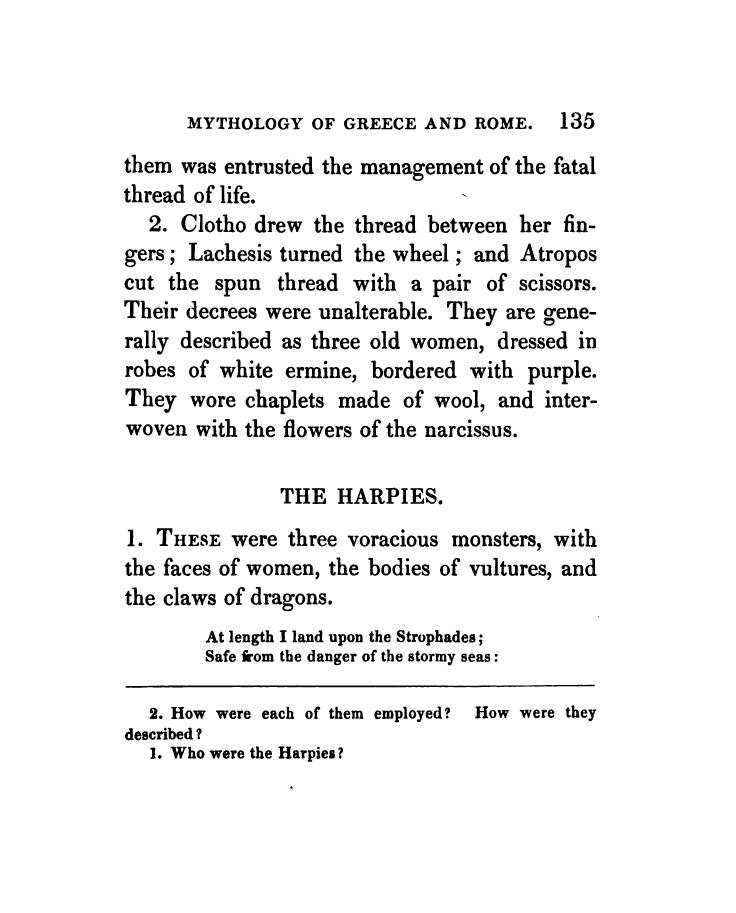 MYTHOLOGY OF GREECE AND ROME. 135
them was entrusted the management of the fatal
thread of life.
2. Clotho drew the thread between her fin-
gers; Lachesis turned the wheel; and Atropos
cut the spun thread with a pair of scissors.
Their decrees were unalterable. They are gene-
rally described as three old women, dressed in
robes of white ermine, bordered with purple.
They wore chaplets made of wool, and inter-
woven with the flowers of the narcissus.
THE HARPIES.
1. THESE were three voracious monsters, with
the faces of women, the bodies of vultures, and
the claws of dragons.
At length I land upon the Strophades;
Safe from the danger of the stormy seas:
2. How were each of them employed? How were they
described?
1. Who were the Harpies?